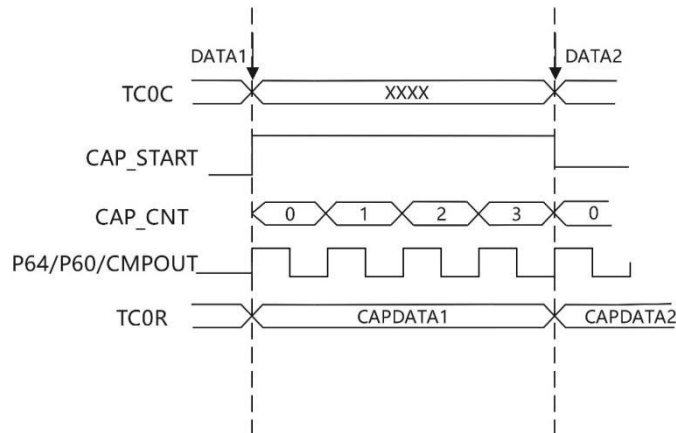 DATA1 DATA2
TC0C XXXX
CAP_START
CAP_CNT 0 1 2 3 0
P64/P60/CMPOUT
TC0R CAPDATA1 CAPDATA2